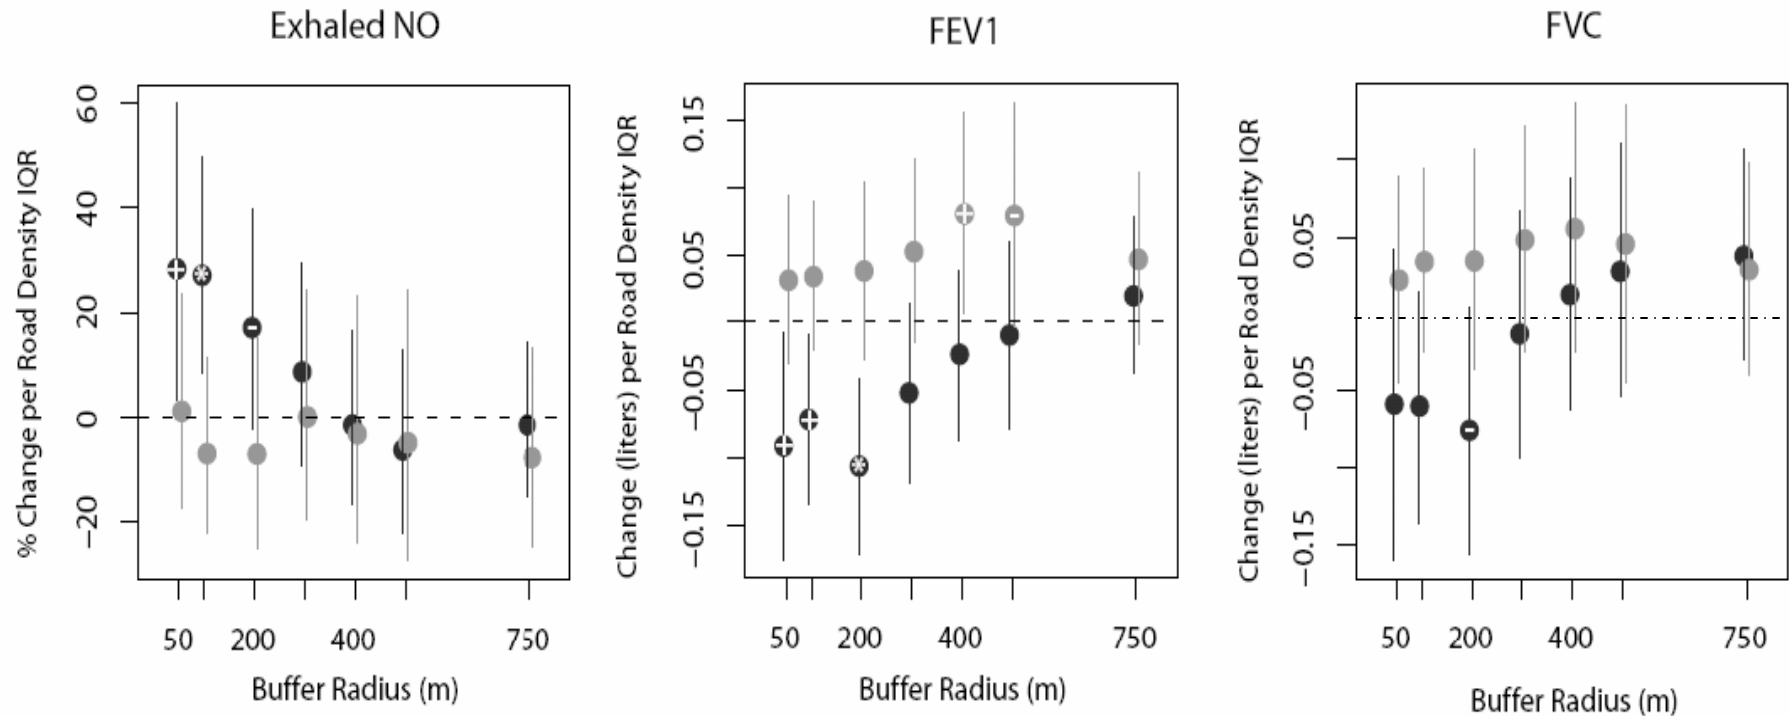 Exhaled NO
% Change per Road Density IQR
60
40
20
0
−20
50 200 400 750
Buffer Radius (m)
FEV1
Change (liters) per Road Density IQR
0.15
0.05
−0.05
−0.15
50 200 400 750
Buffer Radius (m)
FVC
Change (liters) per Road Density IQR
0.05
−0.05
−0.15
50 200 400 750
Buffer Radius (m)